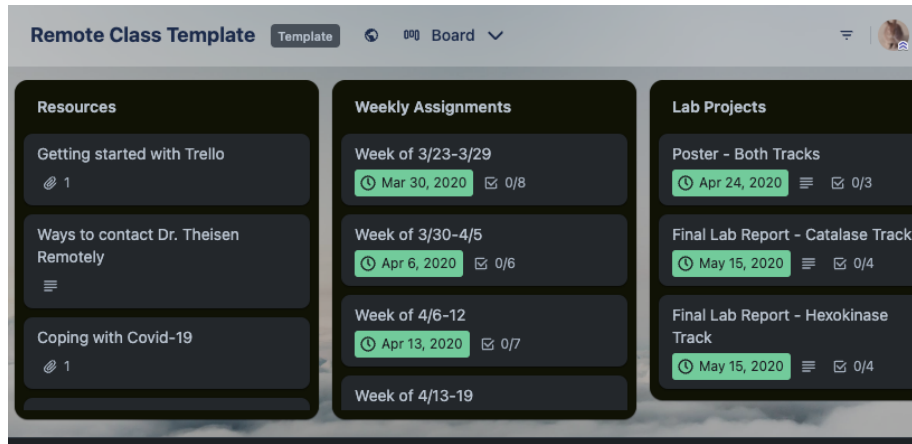 Remote Class Template Template Board
Resources
Getting started with Trello
1
Ways to contact Dr. Theisen
Remotely
Coping with Covid-19
1
Weekly Assignments
Week of 3/23-3/29
Mar 30, 2020 0/8
Week of 3/30-4/5
Apr 6, 2020 0/6
Week of 4/6-12
Apr 13, 2020 0/7
Week of 4/13-19
Lab Projects
Poster - Both Tracks
Apr 24, 2020 0/3
Final Lab Report - Catalase Track
May 15, 2020 0/4
Final Lab Report - Hexokinase
Track
May 15, 2020 0/4